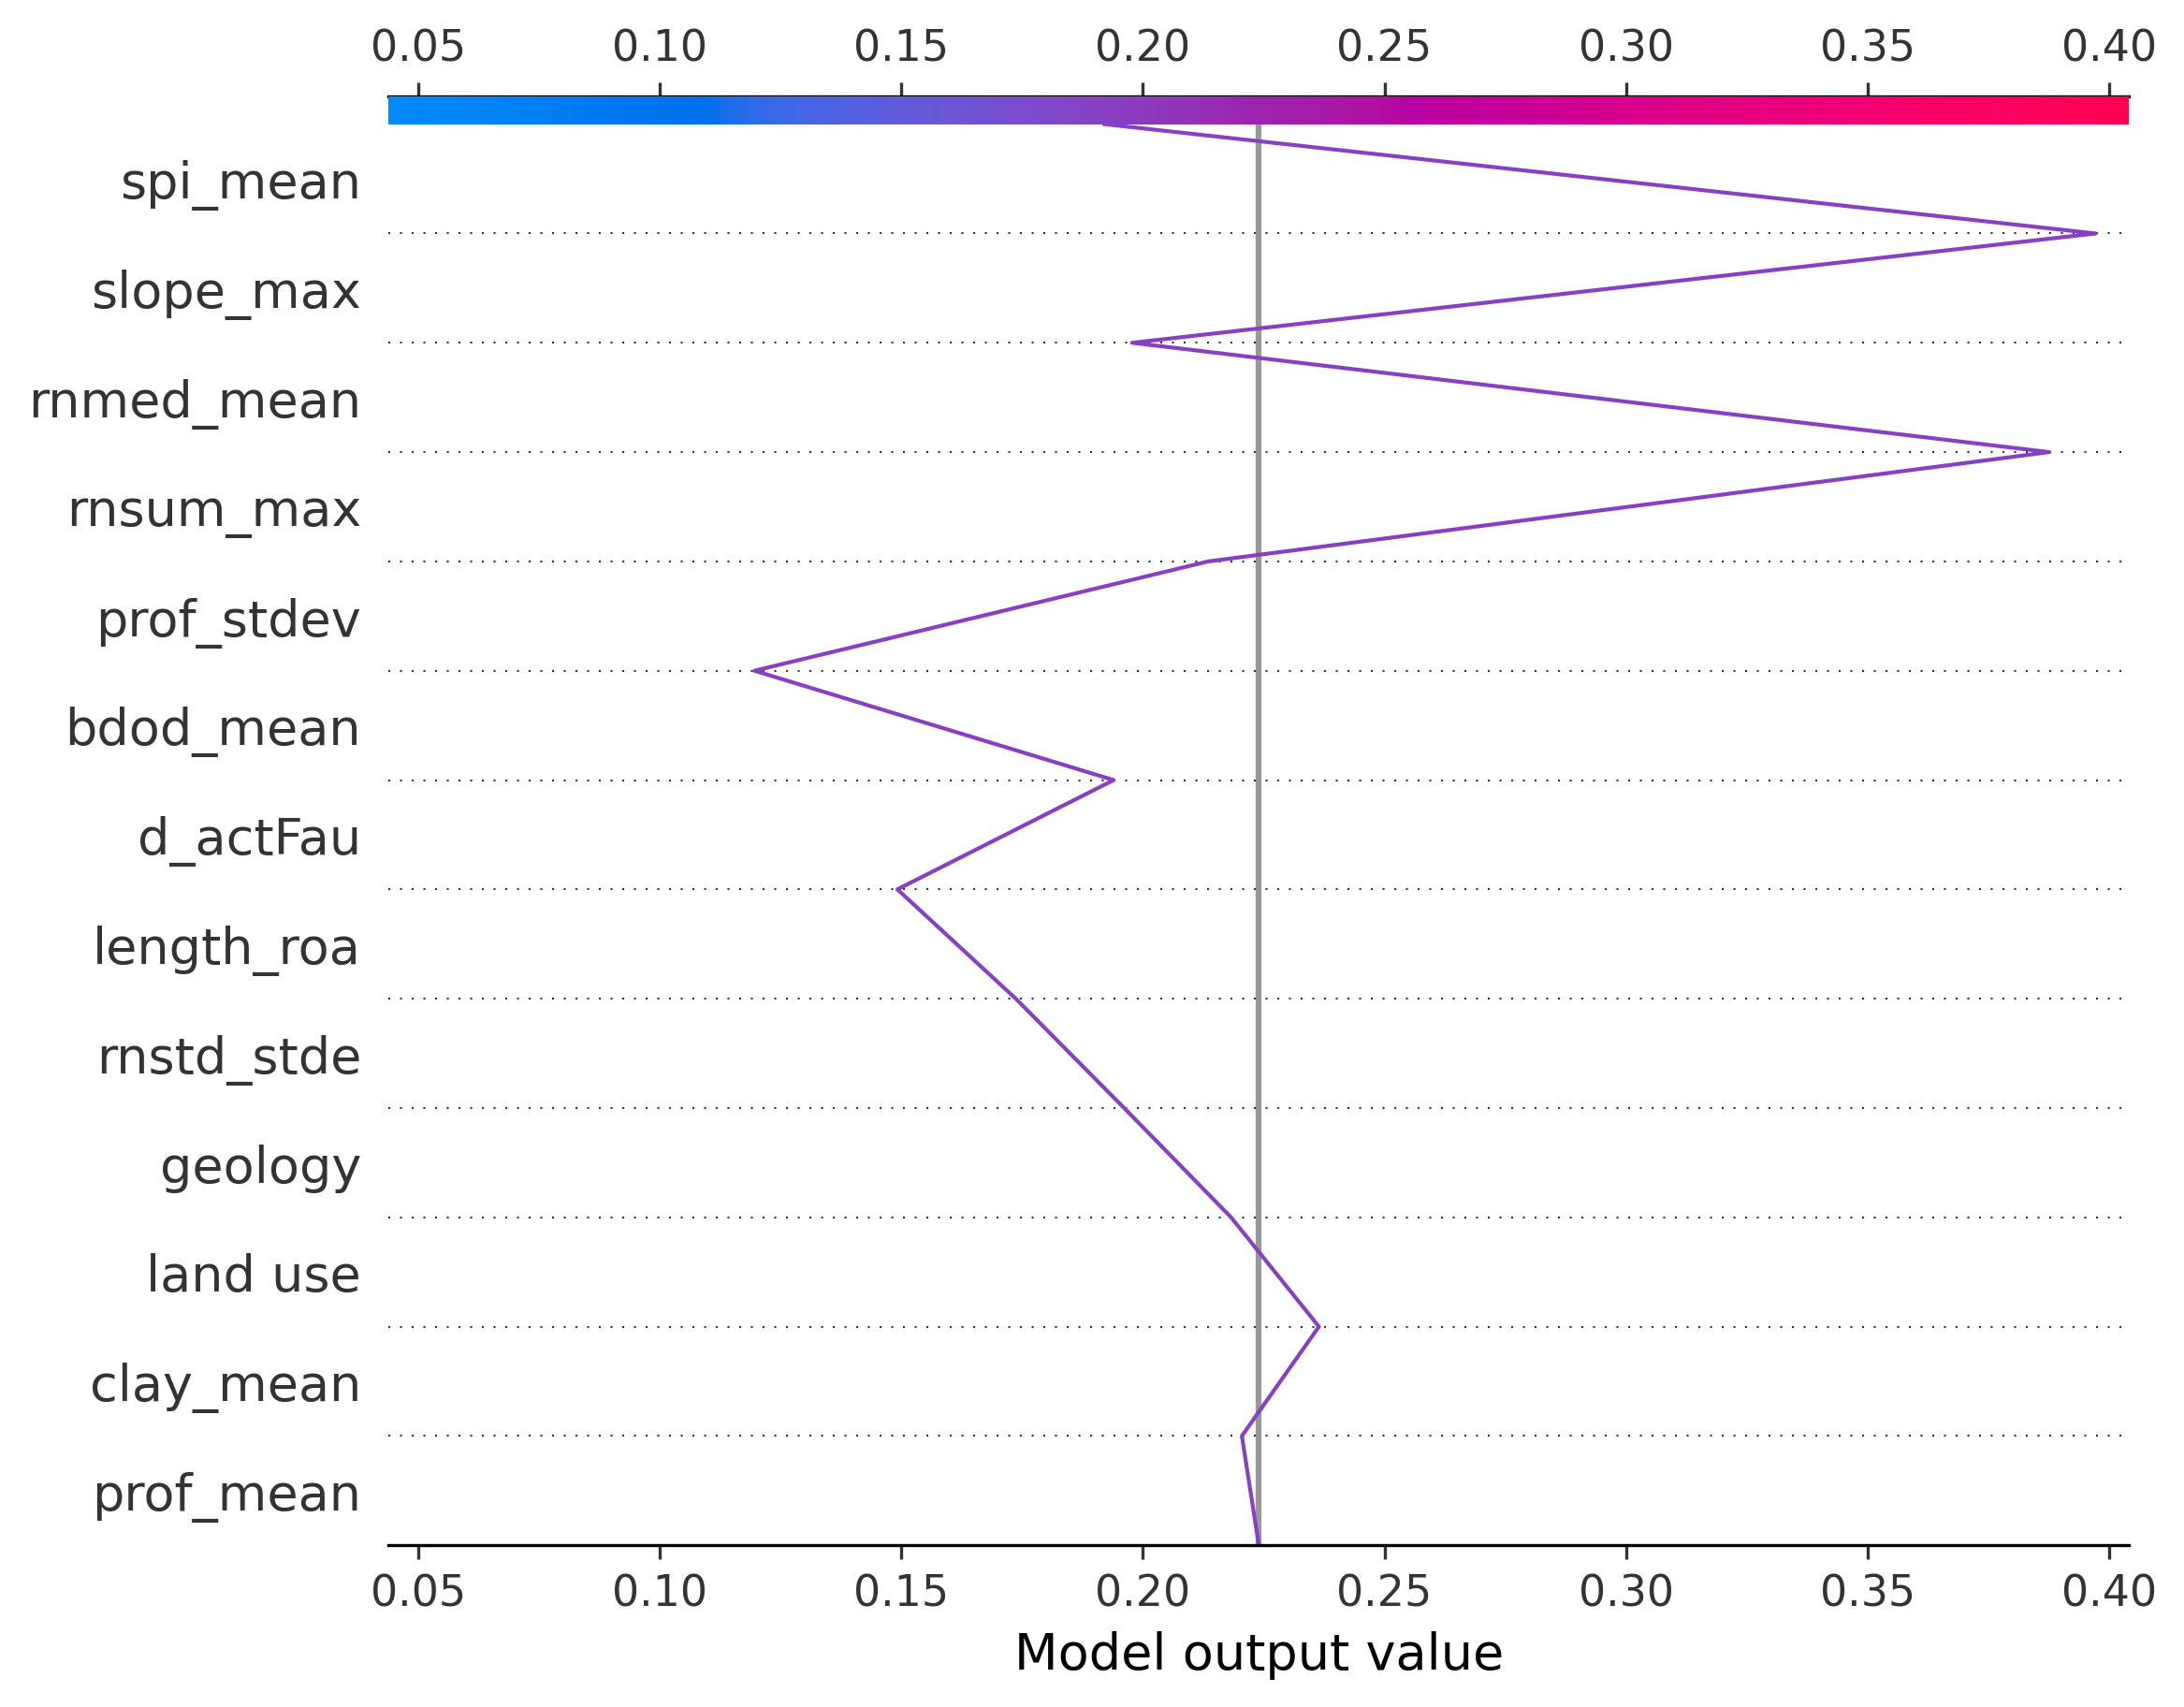 0.05 0.10 0.15 0.20 0.25 0.30 0.35 0.40
spi_mean
slope_max
rnmed_mean
rnsum_max
prof_stdev
bdod_mean
d_actFau
length_roa
rnstd_stde
geology
land use
clay_mean
prof_mean
0.05 0.10 0.15 0.20 0.25 0.30 0.35 0.40
Model output value